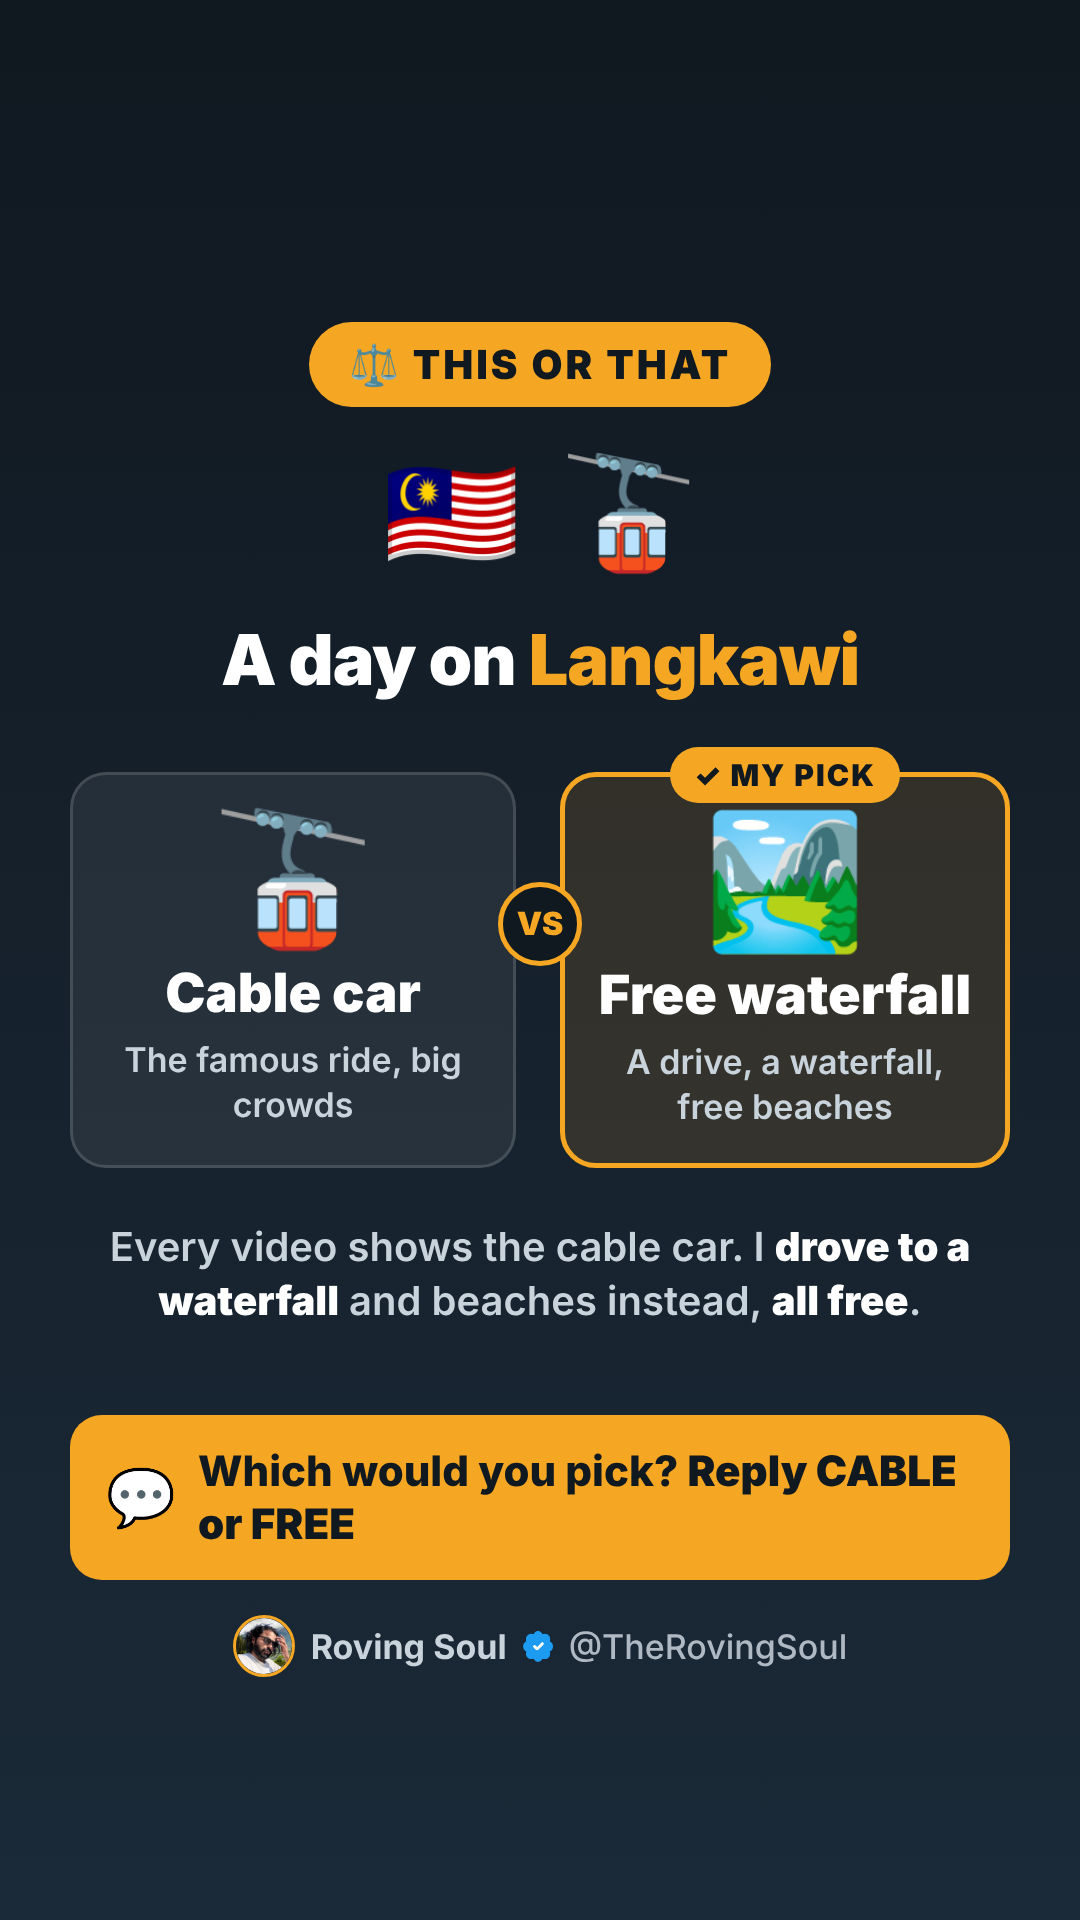 ⚖️ THIS OR THAT
A day on Langkawi
✓ MY PICK
Cable car
The famous ride, big
crowds
VS
Free waterfall
A drive, a waterfall,
free beaches
Every video shows the cable car. I drove to a
waterfall and beaches instead, all free.
Which would you pick? Reply CABLE
or FREE
Roving Soul @TheRovingSoul